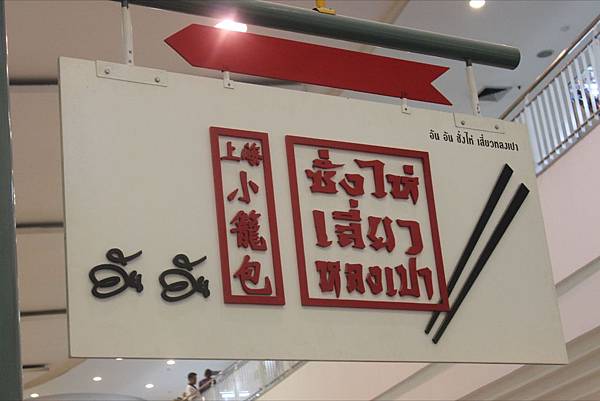 อัน อัน ซั่งไห่ เสี่ยวหลงเปา
上海
小籠包
ซั่งไห่
เสี่ยว
หลงเปา
อัน อัน